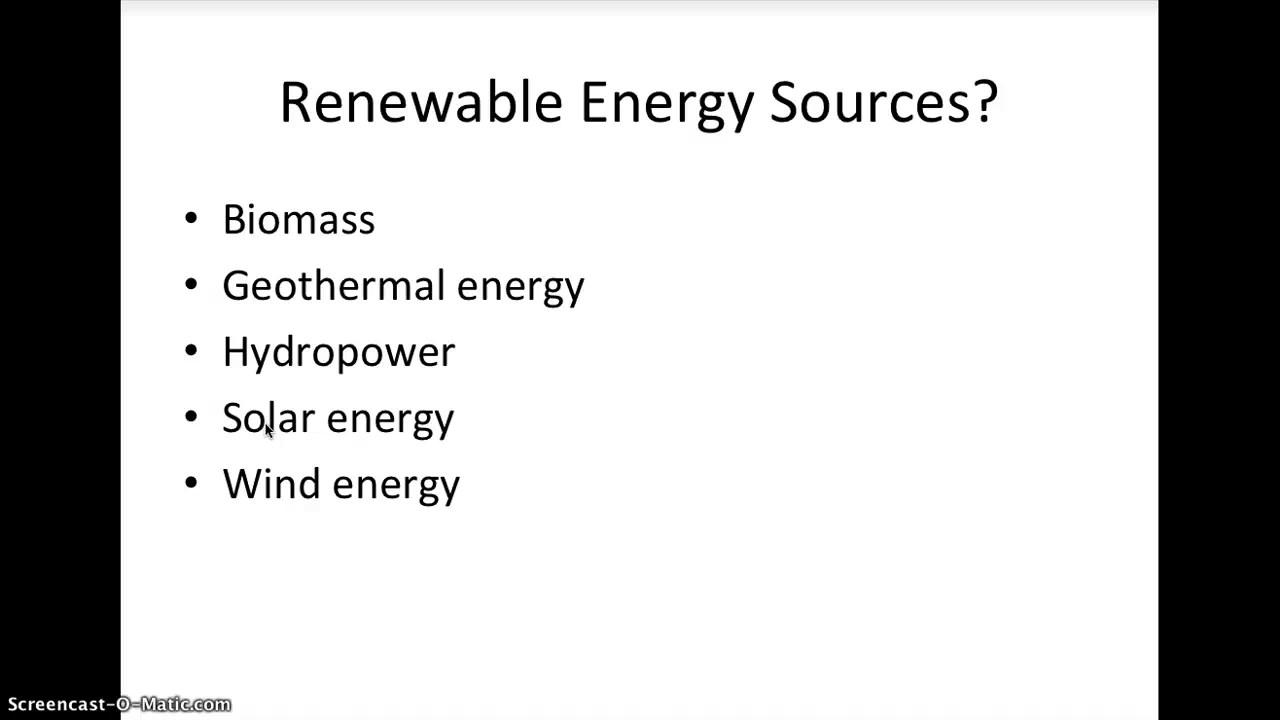 Renewable Energy Sources?
• Biomass
• Geothermal energy
• Hydropower
• Solar energy
• Wind energy
Screencast-O-Matic.com